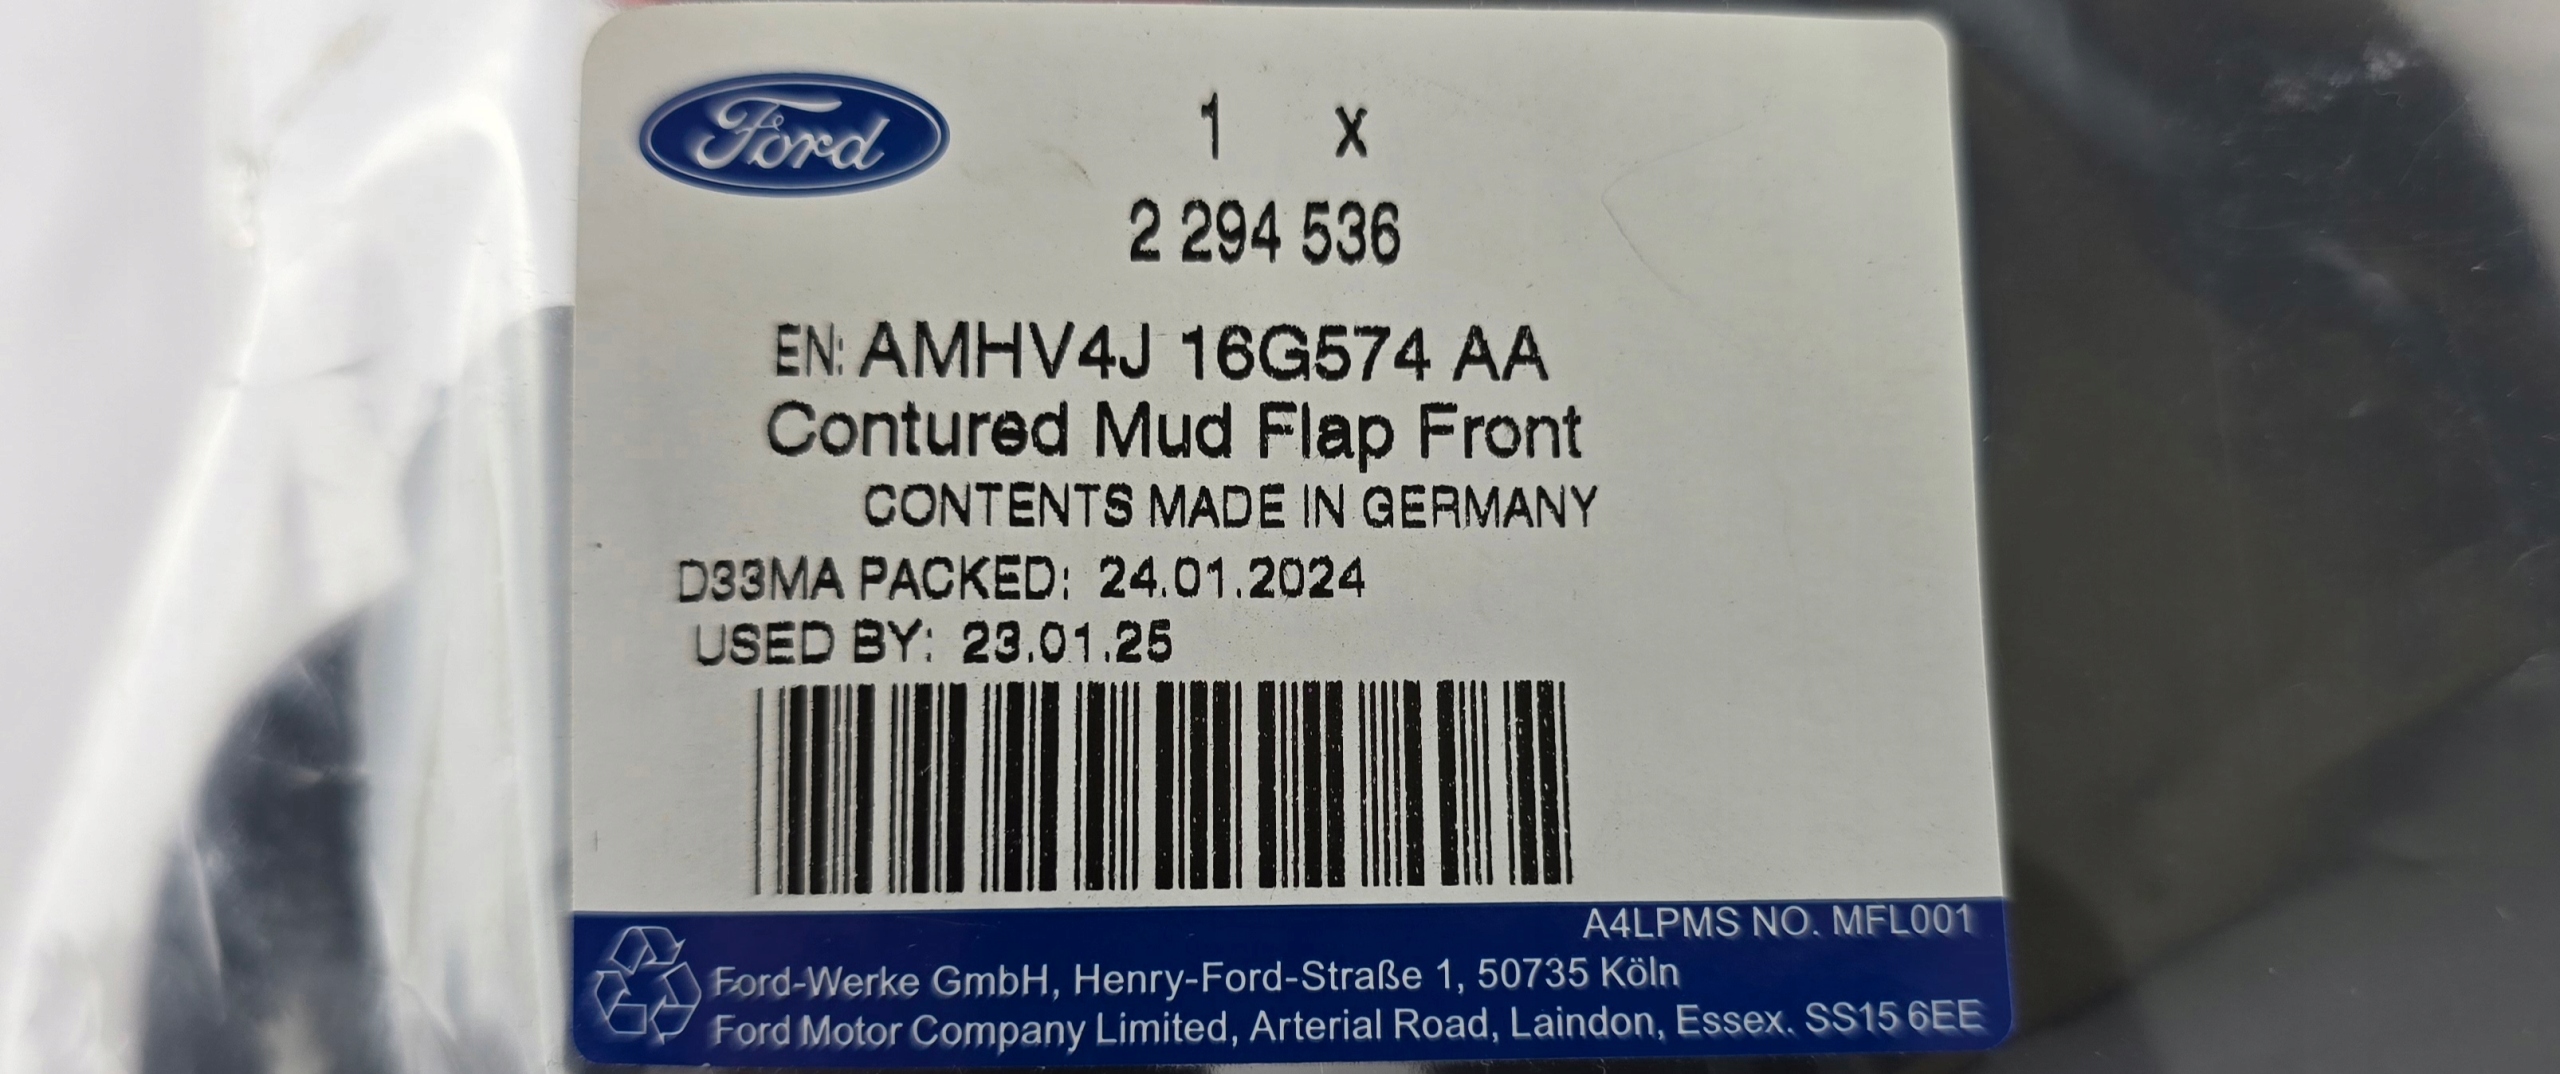 Ford
1 x
2 294 536
EN: AMHV4J 16G574 AA
Contured Mud Flap Front
CONTENTS MADE IN GERMANY
D33MA PACKED: 24.01.2024
USED BY: 23.01.25
A4LPMS NO. MFL001
Ford-Werke GmbH, Henry-Ford-Straße 1, 50735 Köln
Ford Motor Company Limited, Arterial Road, Laindon, Essex. SS15 6EE